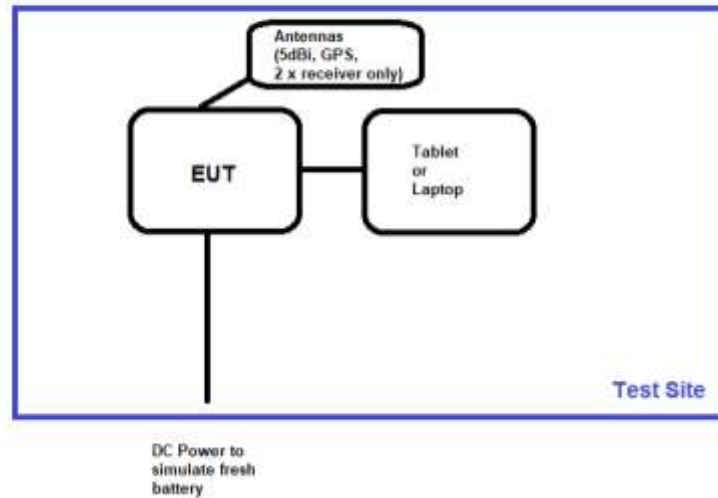 Antennas
(5dBi, GPS,
2 x receiver only)
EUT
Tablet
or
Laptop
Test Site
DC Power to
simulate fresh
battery